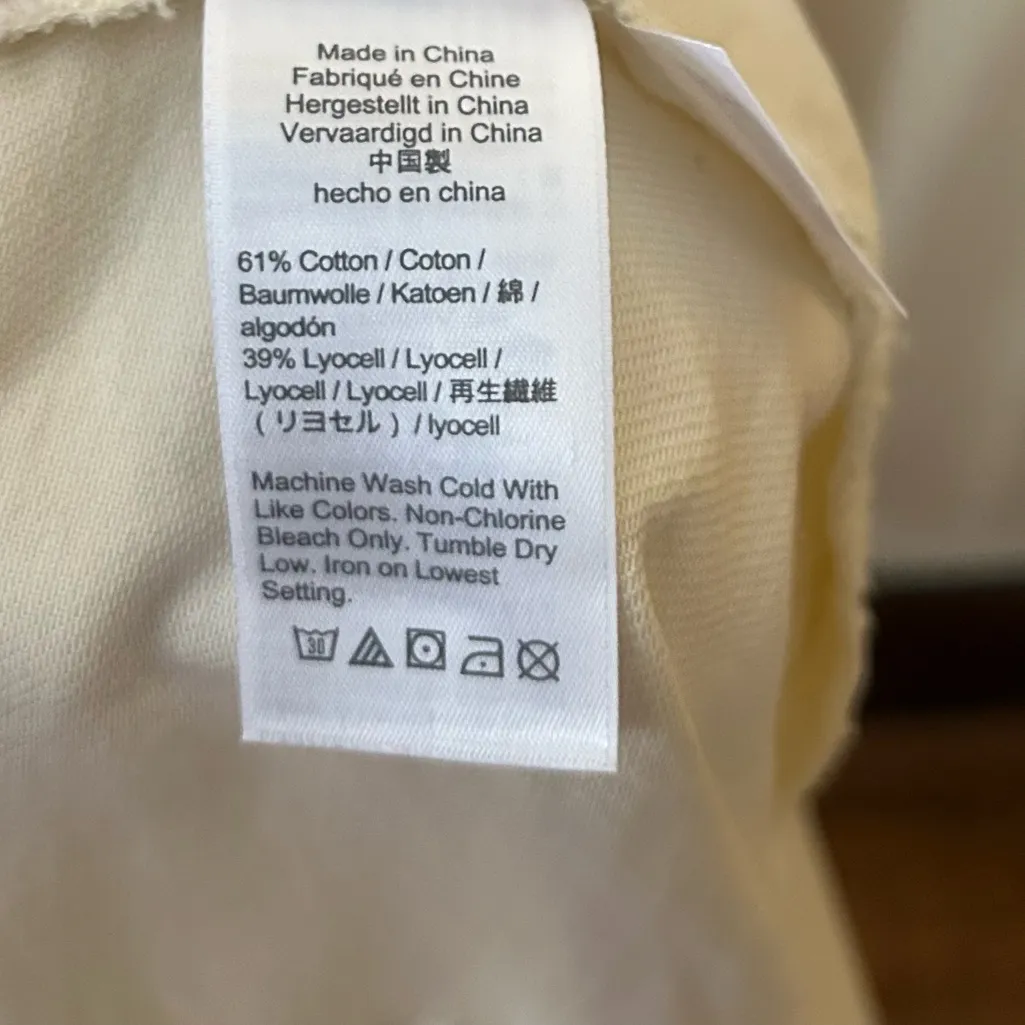 Made in China
Fabriqué en Chine
Hergestellt in China
Vervaardigd in China
中国製
hecho en china
61% Cotton / Coton /
Baumwolle / Katoen / 綿 /
algodón
39% Lyocell / Lyocell /
Lyocell / Lyocell / 再生繊維
（リヨセル）/ lyocell
Machine Wash Cold With
Like Colors. Non-Chlorine
Bleach Only. Tumble Dry
Low. Iron on Lowest
Setting.
30